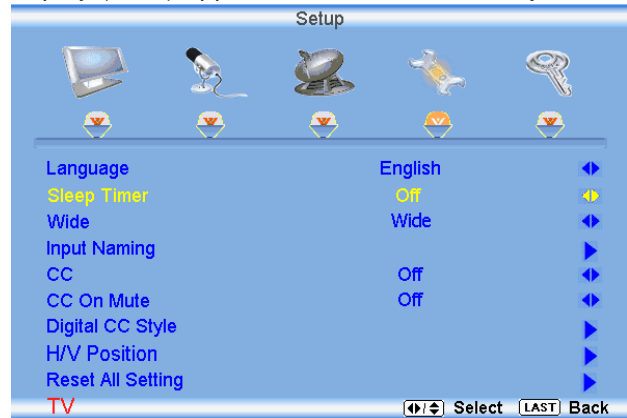 Setup
Language English
Sleep Timer Off
Wide Wide
Input Naming
CC Off
CC On Mute Off
Digital CC Style
H/V Position
Reset All Setting
TV Select LAST Back